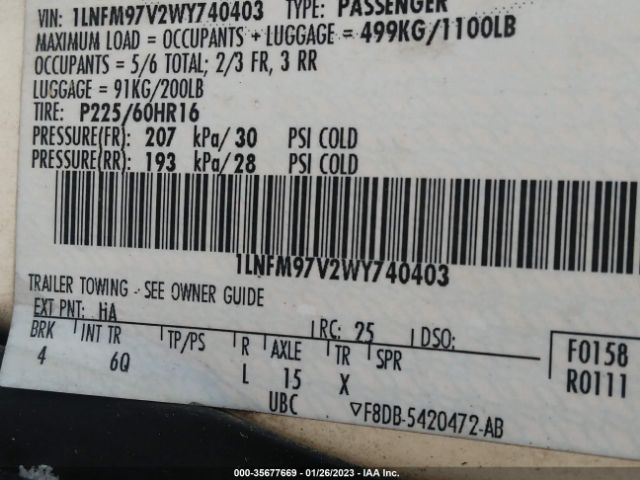 VIN: 1LNFM97V2WY740403 TYPE: PASSENGER
MAXIMUM LOAD = OCCUPANTS + LUGGAGE = 499KG/1100LB
OCCUPANTS = 5/6 TOTAL; 2/3 FR, 3 RR
LUGGAGE = 91KG/200LB
TIRE: P225/60HR16
PRESSURE(FR): 207 kPa/ 30 PSI COLD
PRESSURE(RR): 193 kPa/ 28 PSI COLD
1LNFM97V2WY740403
TRAILER TOWING - SEE OWNER GUIDE
EXT PNT: HA RC: 25 DSO:
BRK INT TR TP/PS R AXLE TR SPR F0158
4 6Q L 15 X R0111
UBC ▽F8DB-5420472-AB
000-35677669 - 01/26/2023 - IAA Inc.